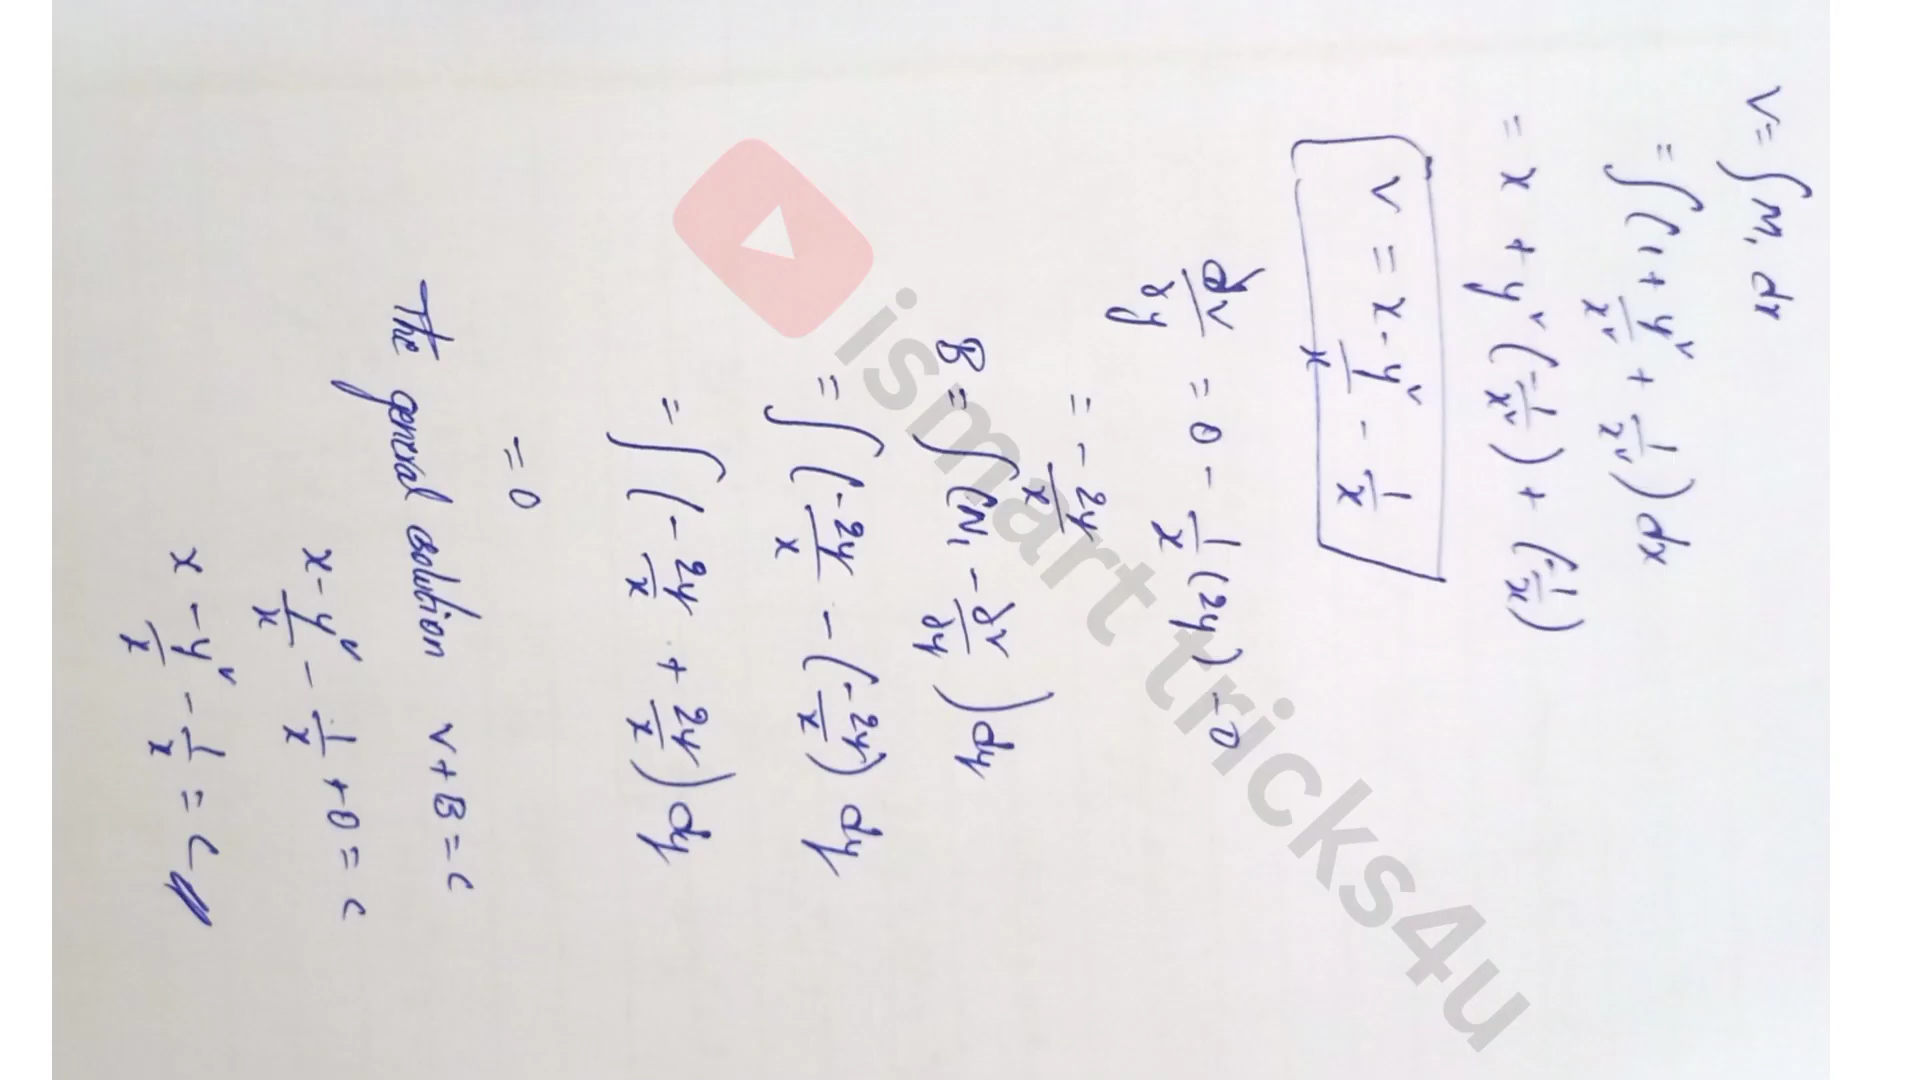 V = ∫ M₁ dx
= ∫ (1 + y²/x² + 1/x²) dx
= x + y² (-1/x²) + (-1/x)
V = x - y²/x - 1/x
∂v/∂y = 0 - 1/x (2y) - 0
= - 2y/x
B = ∫ (N₁ - ∂v/∂y) dy
= ∫ (-2y/x - (-2y/x)) dy
= ∫ (-2y/x + 2y/x) dy
= 0
The general solution V + B = c
x - y²/x - 1/x + 0 = c
x - y²/x - 1/x = c
ismart tricks4u